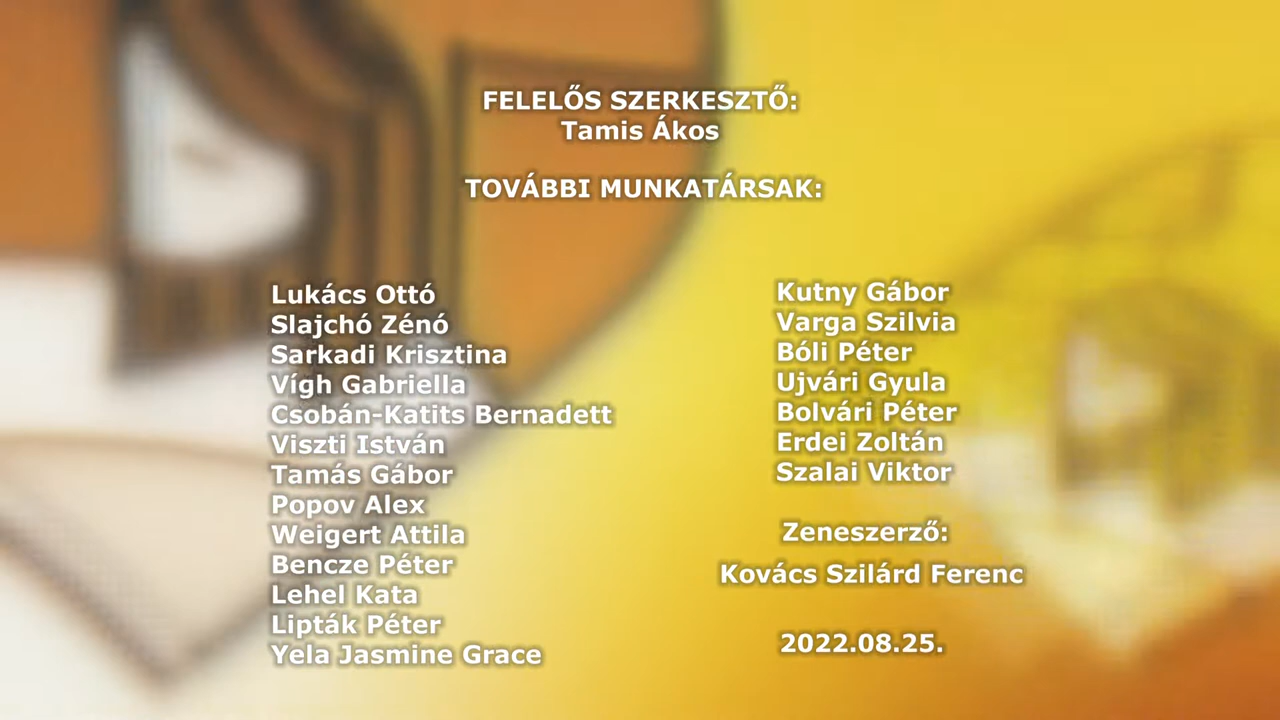 FELELŐS SZERKESZTŐ:
Tamis Ákos
TOVÁBBI MUNKATÁRSAK:
Lukács Ottó
Slajchó Zénó
Sarkadi Krisztina
Vígh Gabriella
Csobán-Katits Bernadett
Viszti István
Tamás Gábor
Popov Alex
Weigert Attila
Bencze Péter
Lehel Kata
Lipták Péter
Yela Jasmine Grace
Kutny Gábor
Varga Szilvia
Bóli Péter
Ujvári Gyula
Bolvári Péter
Erdei Zoltán
Szalai Viktor
Zeneszerző:
Kovács Szilárd Ferenc
2022.08.25.